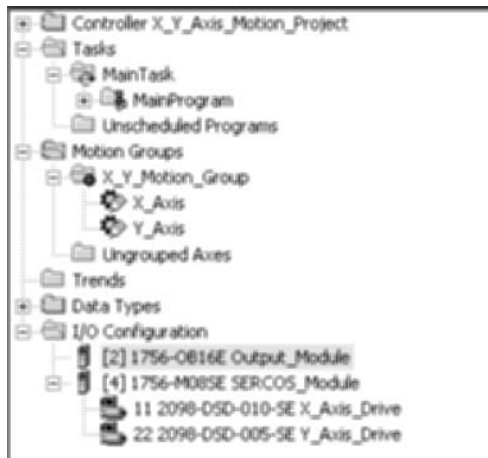 Controller X_Y_Axis_Motion_Project
Tasks
MainTask
MainProgram
Unscheduled Programs
Motion Groups
X_Y_Motion_Group
X_Axis
Y_Axis
Ungrouped Axes
Trends
Data Types
I/O Configuration
[2] 1756-OB16E Output_Module
[4] 1756-M08SE SERCOS_Module
11 2098-DSD-010-SE X_Axis_Drive
22 2098-DSD-005-SE Y_Axis_Drive